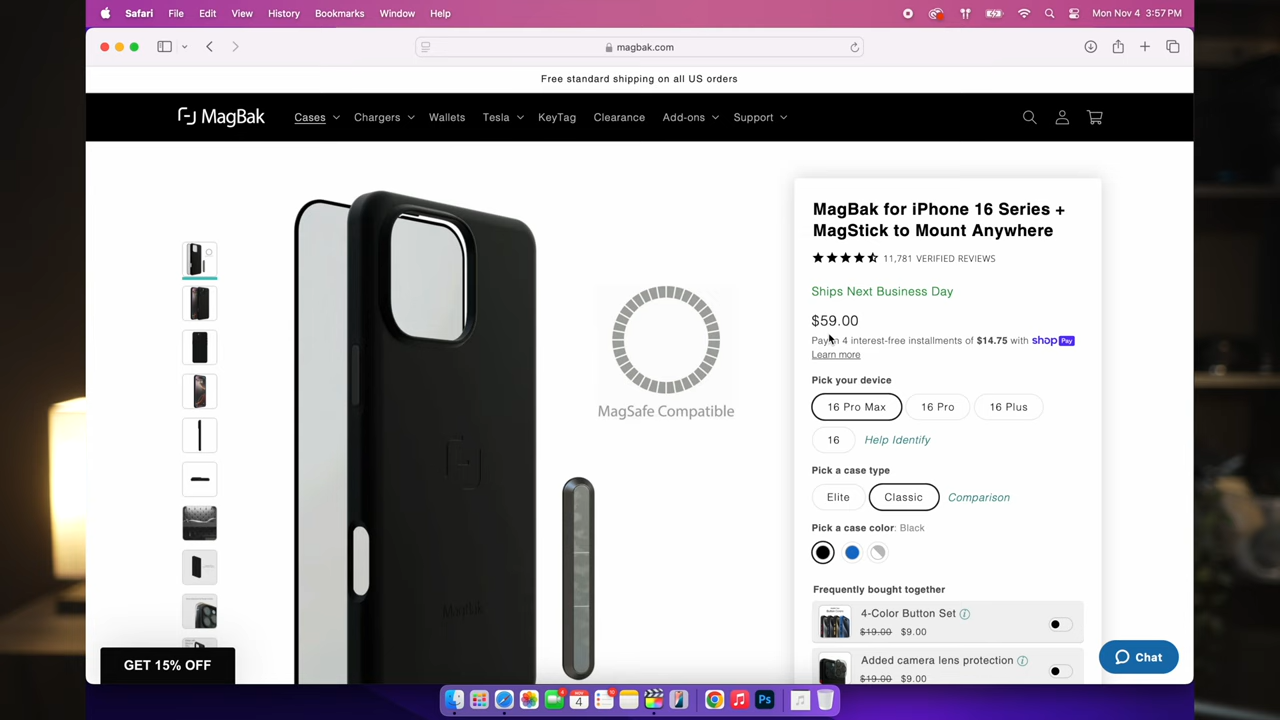 Safari File Edit View History Bookmarks Window Help Mon Nov 4 3:57 PM
magbak.com
Free standard shipping on all US orders
MagBak Cases Chargers Wallets Tesla KeyTag Clearance Add-ons Support
MagBak for iPhone 16 Series +
MagStick to Mount Anywhere
11,781 VERIFIED REVIEWS
Ships Next Business Day
$59.00
Pay in 4 interest-free installments of $14.75 with shop Pay
Learn more
MagSafe Compatible
Pick your device
16 Pro Max 16 Pro 16 Plus
16 Help Identify
Pick a case type
Elite Classic Comparison
Pick a case color: Black
Frequently bought together
4-Color Button Set
$19.00 $9.00
Added camera lens protection
$19.00 $9.00
MagBak
GET 15% OFF
Chat
NOV
4
Ps